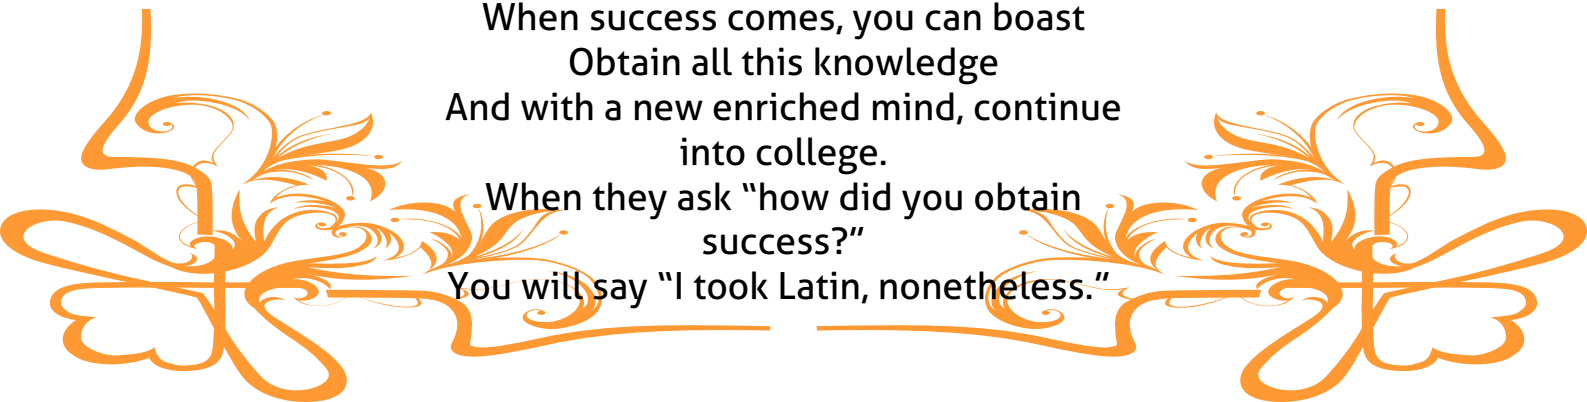 When success comes, you can boast
Obtain all this knowledge
And with a new enriched mind, continue
into college.
When they ask “how did you obtain
success?”
You will say “I took Latin, nonetheless.”